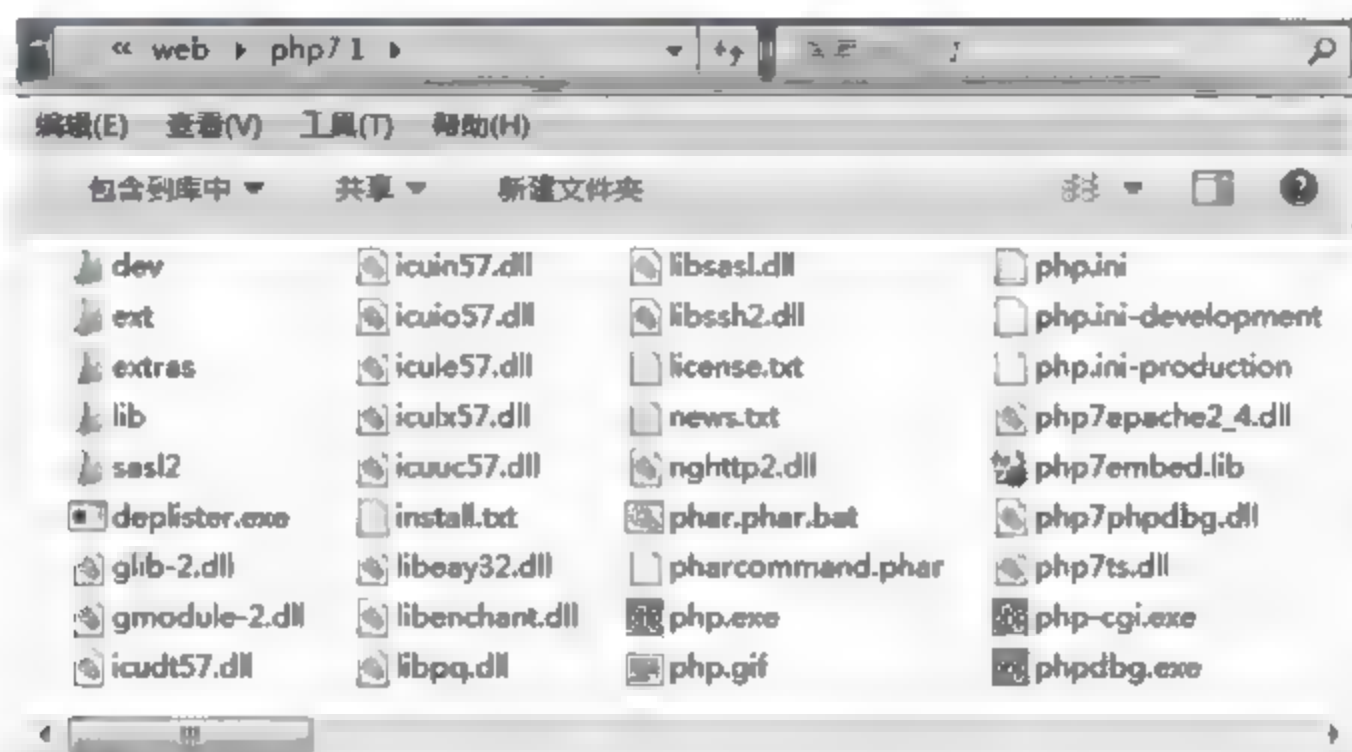 « web ▸ php71 ▸
编辑(E) 查看(V) 工具(T) 帮助(H)
包含到库中 共享 新建文件夹
dev
ext
extras
lib
sasl2
deplister.exe
glib-2.dll
gmodule-2.dll
icudt57.dll
icuin57.dll
icuio57.dll
icule57.dll
iculx57.dll
icuuc57.dll
install.txt
libeay32.dll
libenchant.dll
libpq.dll
libsasl.dll
libssh2.dll
license.txt
news.txt
nghttp2.dll
phar.phar.bat
pharcommand.phar
php.exe
php.gif
php.ini
php.ini-development
php.ini-production
php7apache2_4.dll
php7embed.lib
php7phpdbg.dll
php7ts.dll
php-cgi.exe
phpdbg.exe